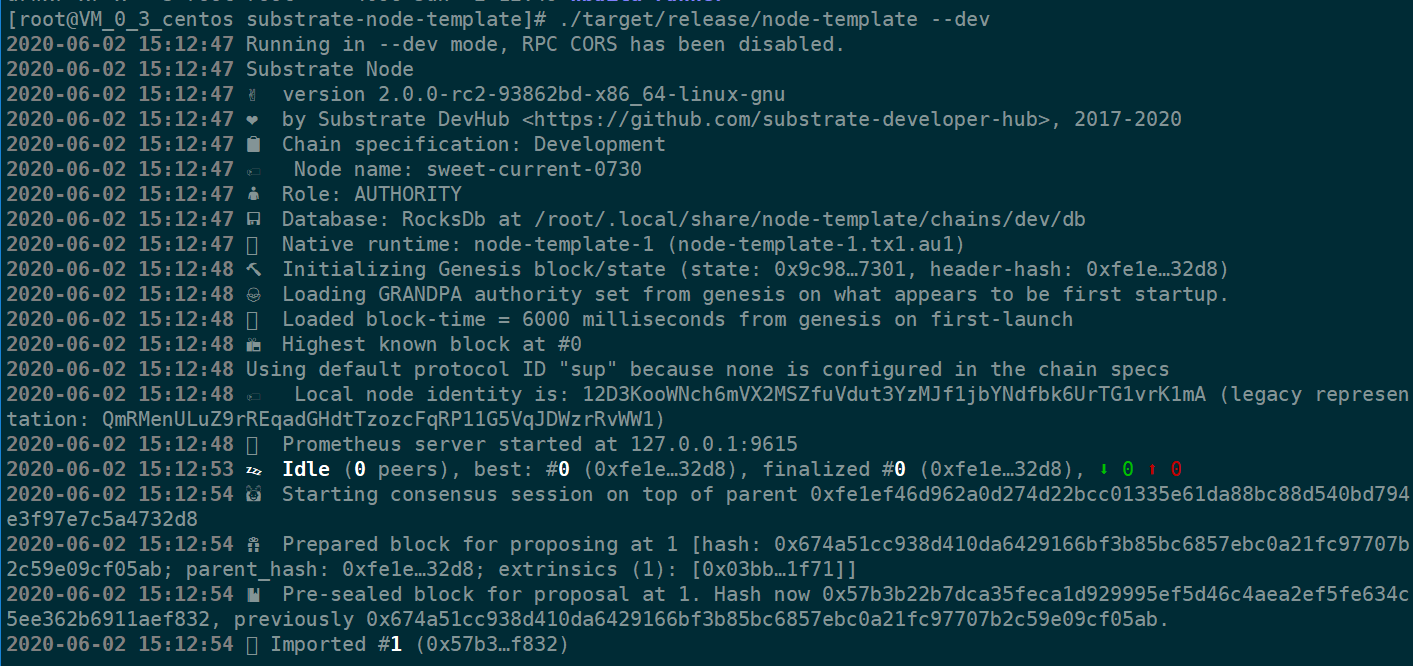 [root@VM_0_3_centos substrate-node-template]# ./target/release/node-template --dev
2020-06-02 15:12:47 Running in --dev mode, RPC CORS has been disabled.
2020-06-02 15:12:47 Substrate Node
2020-06-02 15:12:47 ✌ version 2.0.0-rc2-93862bd-x86_64-linux-gnu
2020-06-02 15:12:47 ❤ by Substrate DevHub <https://github.com/substrate-developer-hub>, 2017-2020
2020-06-02 15:12:47 📋 Chain specification: Development
2020-06-02 15:12:47 🏷 Node name: sweet-current-0730
2020-06-02 15:12:47 👤 Role: AUTHORITY
2020-06-02 15:12:47 💾 Database: RocksDb at /root/.local/share/node-template/chains/dev/db
2020-06-02 15:12:47 Native runtime: node-template-1 (node-template-1.tx1.au1)
2020-06-02 15:12:48 🔨 Initializing Genesis block/state (state: 0x9c98…7301, header-hash: 0xfe1e…32d8)
2020-06-02 15:12:48 👴 Loading GRANDPA authority set from genesis on what appears to be first startup.
2020-06-02 15:12:48 Loaded block-time = 6000 milliseconds from genesis on first-launch
2020-06-02 15:12:48 📦 Highest known block at #0
2020-06-02 15:12:48 Using default protocol ID "sup" because none is configured in the chain specs
2020-06-02 15:12:48 🏷 Local node identity is: 12D3KooWNch6mVX2MSZfuVdut3YzMJf1jbYNdfbk6UrTG1vrK1mA (legacy represen
tation: QmRMenULuZ9rREqadGHdtTzozcFqRP11G5VqJDWzrRvWW1)
2020-06-02 15:12:48 Prometheus server started at 127.0.0.1:9615
2020-06-02 15:12:53 💤 Idle (0 peers), best: #0 (0xfe1e…32d8), finalized #0 (0xfe1e…32d8), ⬇ 0 ⬆ 0
2020-06-02 15:12:54 🙌 Starting consensus session on top of parent 0xfe1ef46d962a0d274d22bcc01335e61da88bc88d540bd794
e3f97e7c5a4732d8
2020-06-02 15:12:54 🎁 Prepared block for proposing at 1 [hash: 0x674a51cc938d410da6429166bf3b85bc6857ebc0a21fc97707b
2c59e09cf05ab; parent_hash: 0xfe1e…32d8; extrinsics (1): [0x03bb…1f71]]
2020-06-02 15:12:54 🔖 Pre-sealed block for proposal at 1. Hash now 0x57b3b22b7dca35feca1d929995ef5d46c4aea2ef5fe634c
5ee362b6911aef832, previously 0x674a51cc938d410da6429166bf3b85bc6857ebc0a21fc97707b2c59e09cf05ab.
2020-06-02 15:12:54 Imported #1 (0x57b3…f832)